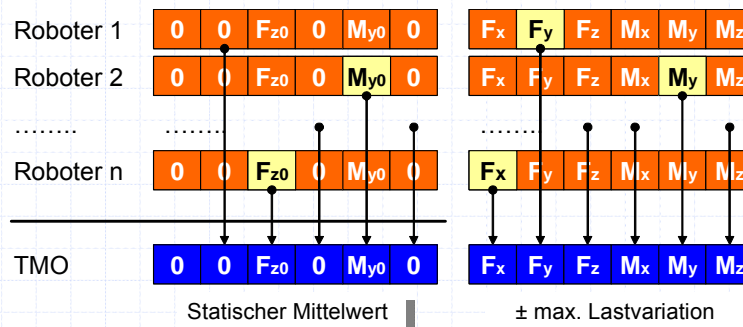 Roboter 1 0 0 Fz0 0 My0 0 Fx Fy Fz Mx My Mz
Roboter 2 0 0 Fz0 0 My0 0 Fx Fy Fz Mx My Mz
........ ........ ........
Roboter n 0 0 Fz0 0 My0 0 Fx Fy Fz Mx My Mz
TMO 0 0 Fz0 0 My0 0 Fx Fy Fz Mx My Mz
Statischer Mittelwert ± max. Lastvariation